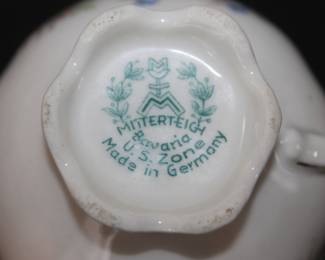 MITTERTEICH
Bavaria
U.S. Zone
Made in Germany